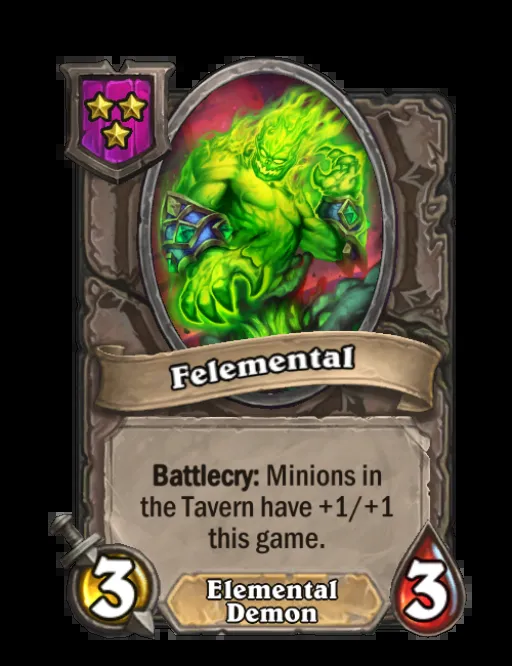 Felemental
Battlecry: Minions in
the Tavern have +1/+1
this game.
3
Elemental
Demon
3